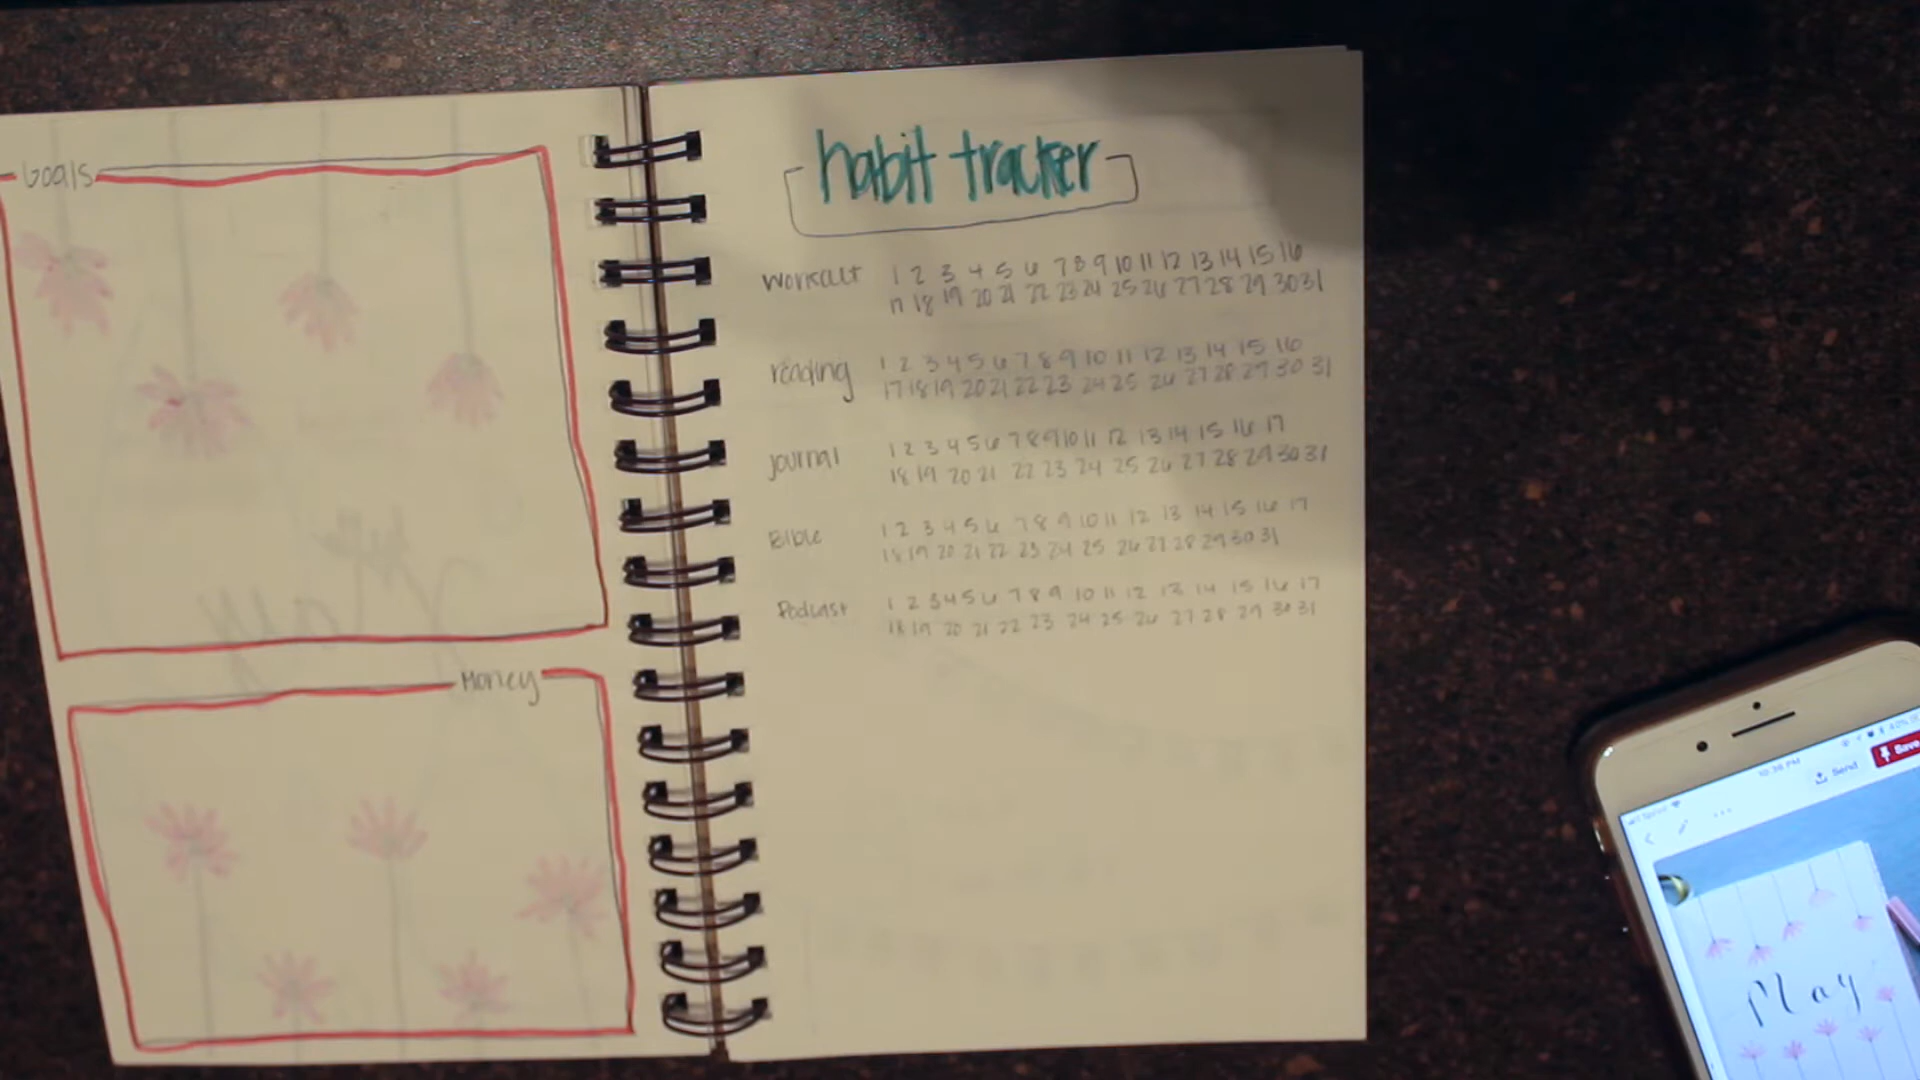 Goals
Money
habit tracker
workout 1 2 3 4 5 6 7 8 9 10 11 12 13 14 15 16
17 18 19 20 21 22 23 24 25 26 27 28 29 30 31
reading 1 2 3 4 5 6 7 8 9 10 11 12 13 14 15 16
17 18 19 20 21 22 23 24 25 26 27 28 29 30 31
journal 1 2 3 4 5 6 7 8 9 10 11 12 13 14 15 16 17
18 19 20 21 22 23 24 25 26 27 28 29 30 31
Bible 1 2 3 4 5 6 7 8 9 10 11 12 13 14 15 16 17
18 19 20 21 22 23 24 25 26 27 28 29 30 31
Podcast 1 2 3 4 5 6 7 8 9 10 11 12 13 14 15 16 17
18 19 20 21 22 23 24 25 26 27 28 29 30 31
Sprint 10:36 PM
Send Save
May